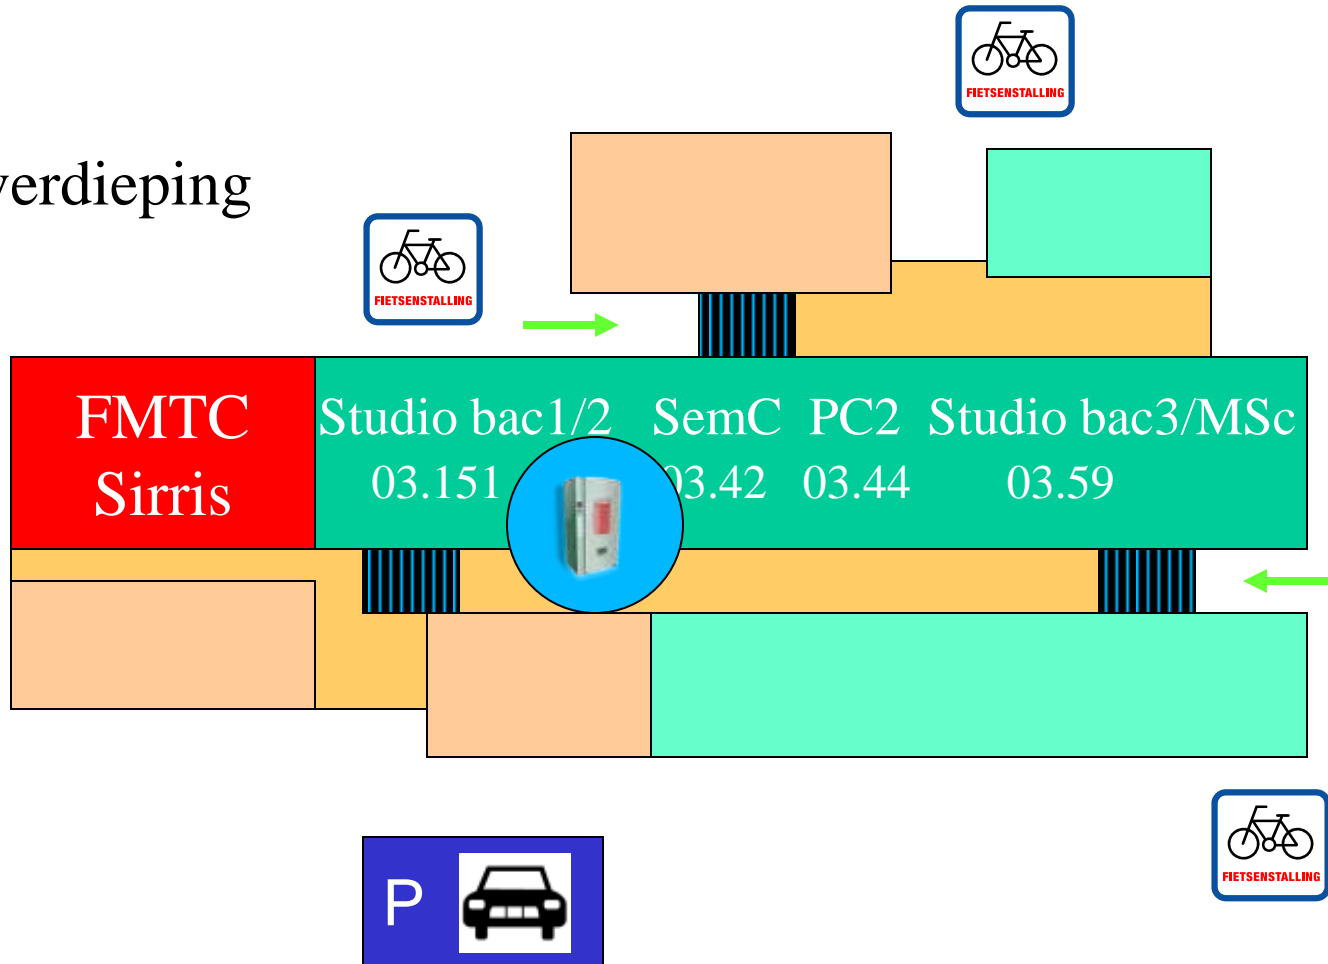 FIETSENSTALLING
verdieping
FIETSENSTALLING
FMTC
Sirris
Studio bac1/2 SemC PC2 Studio bac3/MSc
03.151 03.42 03.44 03.59
FIETSENSTALLING
P